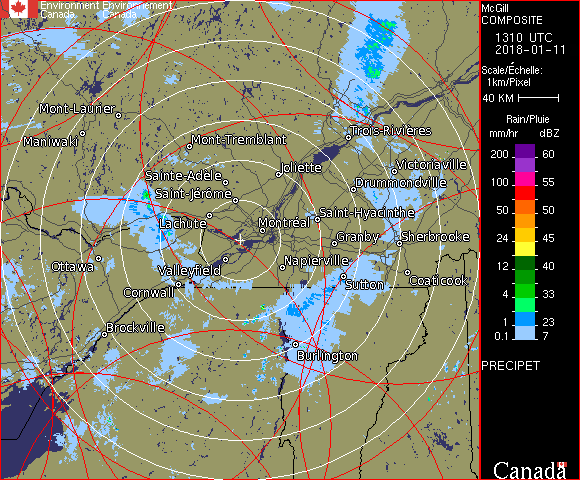 Environment Environnement
Canada Canada
McGill
COMPOSITE
1310 UTC
2018-01-11
Scale/Échelle:
1km/Pixel
40 KM
Rain/Pluie
mm/hr dBZ
200 60
100 55
50 50
24 45
12 40
4 33
2 30
1 23
0.1 7
PRECIPET
Canada
Mont-Laurier
Maniwaki
Mont-Tremblant
Trois-Rivières
Sainte-Adèle
Joliette
Victoriaville
Saint-Jérôme
Drummondville
Lachute
Montréal
Saint-Hyacinthe
Granby
Sherbrooke
Ottawa
Valleyfield
Napierville
Cornwall
Sutton
Coaticook
Brockville
Burlington